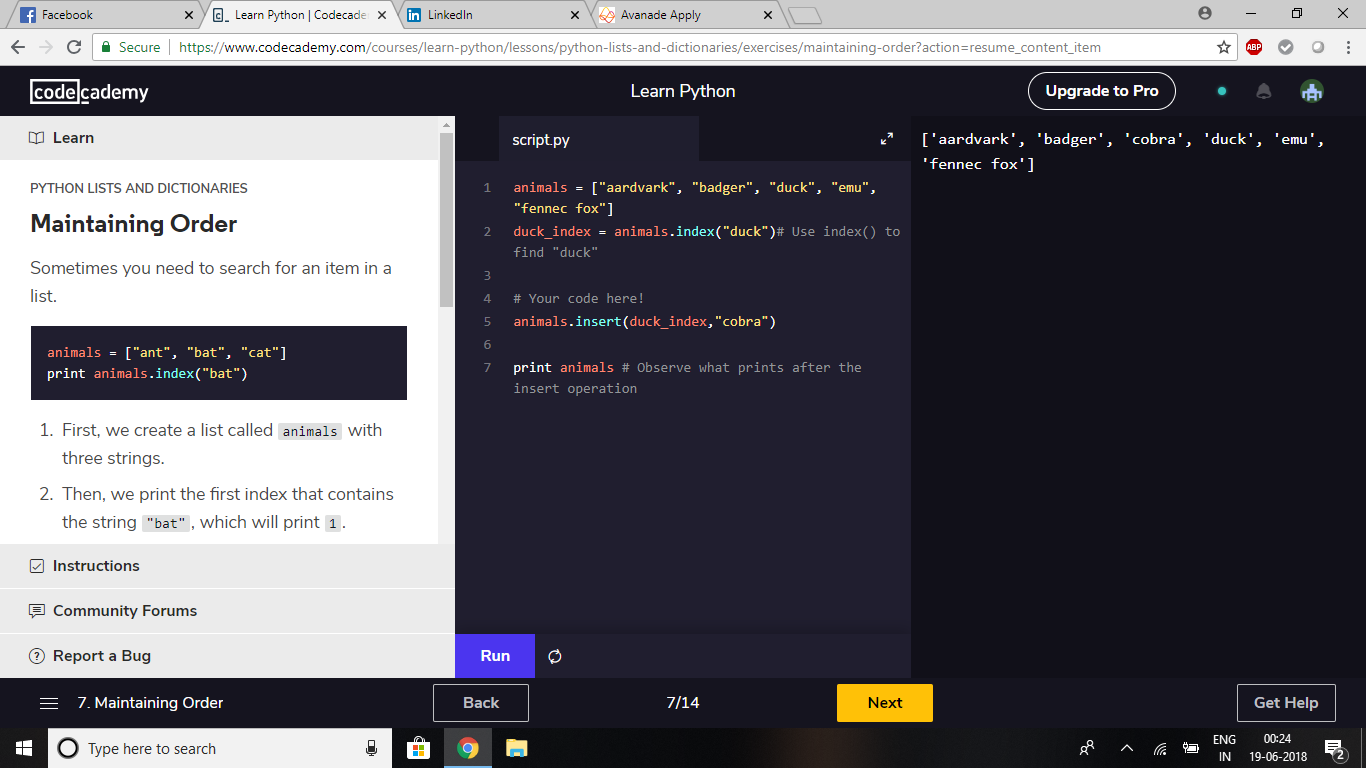 Facebook
Learn Python | Codecade
LinkedIn
Avanade Apply
Secure
https://www.codecademy.com/courses/learn-python/lessons/python-lists-and-dictionaries/exercises/maintaining-order?action=resume_content_item
ABP
codecademy
Learn Python
Upgrade to Pro
Learn
PYTHON LISTS AND DICTIONARIES
Maintaining Order
Sometimes you need to search for an item in a
list.
animals = ["ant", "bat", "cat"]
print animals.index("bat")
1. First, we create a list called animals with
three strings.
2. Then, we print the first index that contains
the string "bat", which will print 1.
Instructions
Community Forums
Report a Bug
script.py
1 animals = ["aardvark", "badger", "duck", "emu",
"fennec fox"]
2 duck_index = animals.index("duck")# Use index() to
find "duck"
3
4 # Your code here!
5 animals.insert(duck_index,"cobra")
6
7 print animals # Observe what prints after the
insert operation
Run
['aardvark', 'badger', 'cobra', 'duck', 'emu',
'fennec fox']
7. Maintaining Order
Back
7/14
Next
Get Help
Type here to search
ENG
IN
00:24
19-06-2018
2